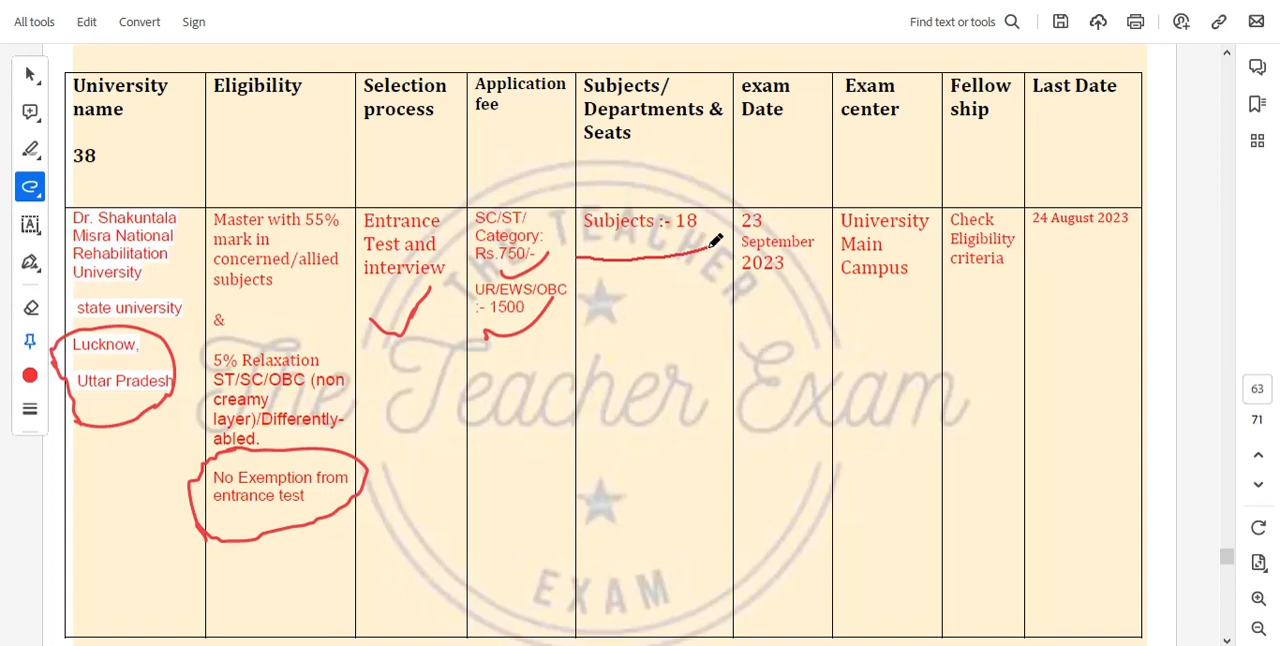 All tools
Edit
Convert
Sign
Find text or tools
University
name
38
Eligibility
Selection
process
Application
fee
Subjects/
Departments &
Seats
exam
Date
Exam
center
Fellow
ship
Last Date
Dr. Shakuntala
Misra National
Rehabilitation
University
state university
Lucknow,
Uttar Pradesh
Master with 55%
mark in
concerned/allied
subjects
&
5% Relaxation
ST/SC/OBC (non
creamy
layer)/Differently-
abled.
No Exemption from
entrance test
Entrance
Test and
interview
SC/ST/
Category:
Rs.750/-
UR/EWS/OBC
:- 1500
Subjects :- 18
23
September
2023
University
Main
Campus
Check
Eligibility
criteria
24 August 2023
THE TEACHER
The Teacher Exam
EXAM
63
71